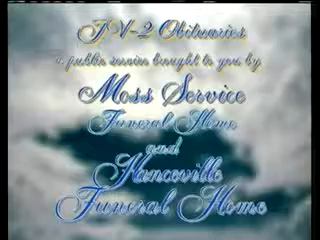 TV-2 Obituaries
a public service brought to you by
Moss Service
Funeral Home
and
Hanceville
Funeral Home